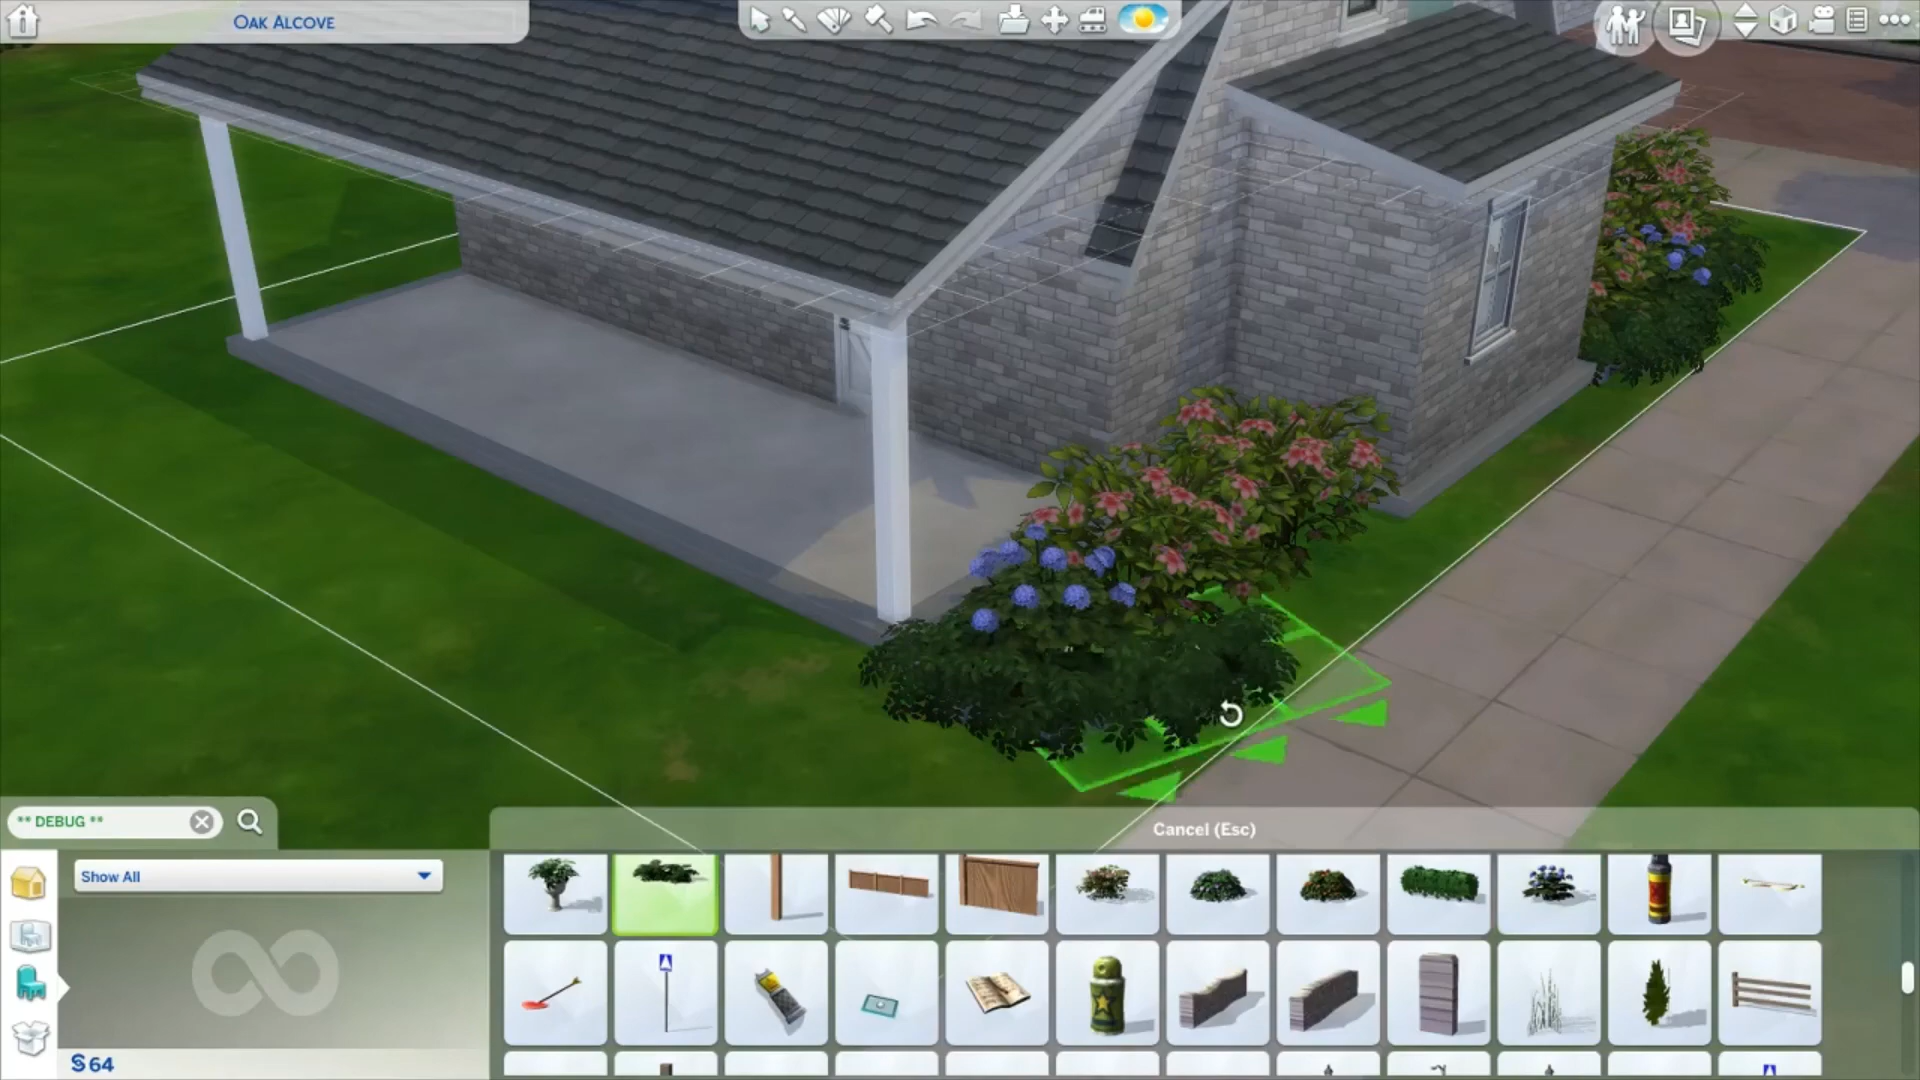 OAK ALCOVE
** DEBUG **
Cancel (Esc)
Show All
§64